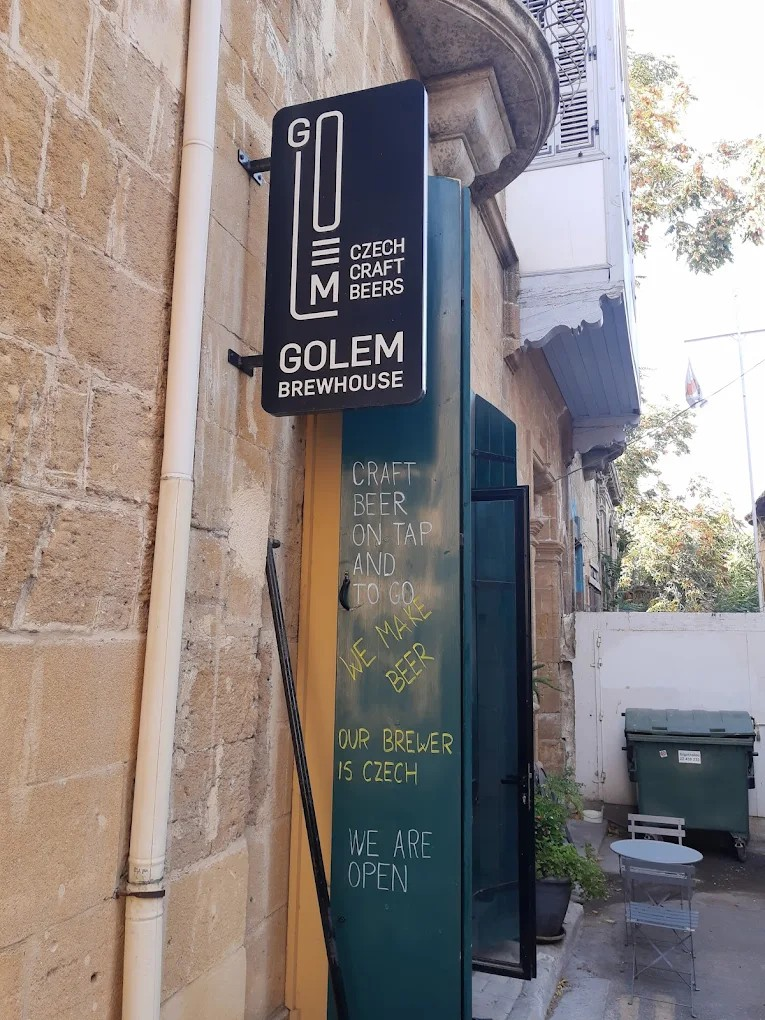 GOLEM
CZECH
CRAFT
BEERS
GOLEM
BREWHOUSE
CRAFT
BEER
ON TAP
AND
TO GO
WE MAKE
BEER
OUR BREWER
IS CZECH
WE ARE
OPEN